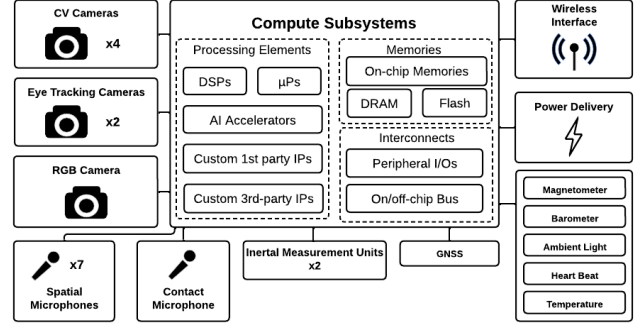 CV Cameras
x4
Eye Tracking Cameras
x2
RGB Camera
Compute Subsystems
Processing Elements
DSPs
µPs
AI Accelerators
Custom 1st party IPs
Custom 3rd-party IPs
Memories
On-chip Memories
DRAM
Flash
Interconnects
Peripheral I/Os
On/off-chip Bus
Wireless
Interface
Power Delivery
Magnetometer
Barometer
Ambient Light
Heart Beat
Temperature
x7
Spatial
Microphones
Contact
Microphone
Inertal Measurement Units
x2
GNSS